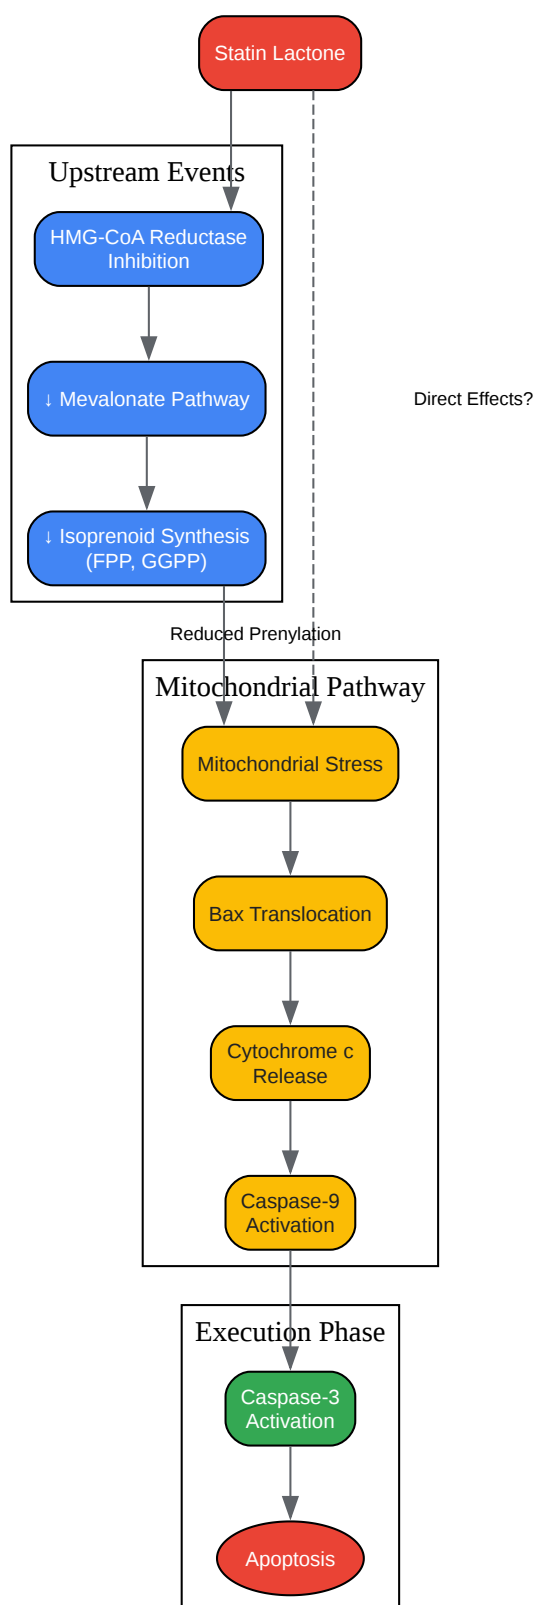 Statin Lactone
Upstream Events
HMG-CoA Reductase
Inhibition
↓ Mevalonate Pathway
Direct Effects?
↓ Isoprenoid Synthesis
(FPP, GGPP)
Reduced Prenylation
Mitochondrial Pathway
Mitochondrial Stress
Bax Translocation
Cytochrome c
Release
Caspase-9
Activation
Execution Phase
Caspase-3
Activation
Apoptosis